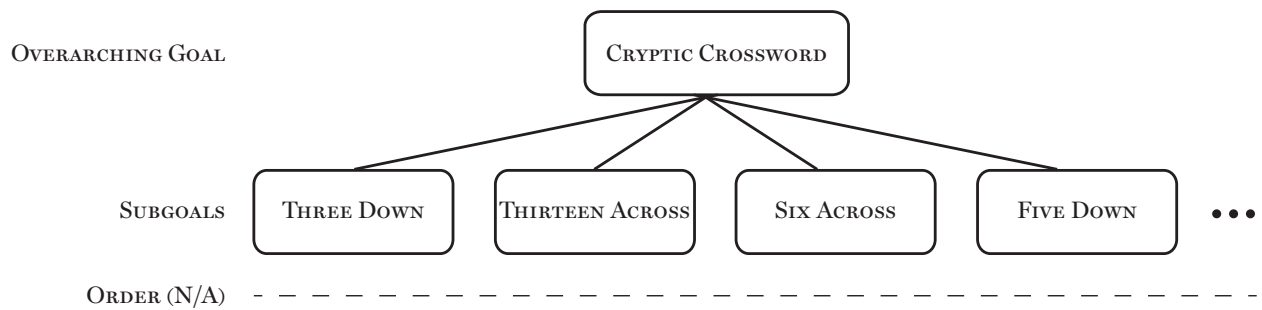 Overarching Goal
Cryptic Crossword
Subgoals
Three Down
Thirteen Across
Six Across
Five Down
Order (N/A)